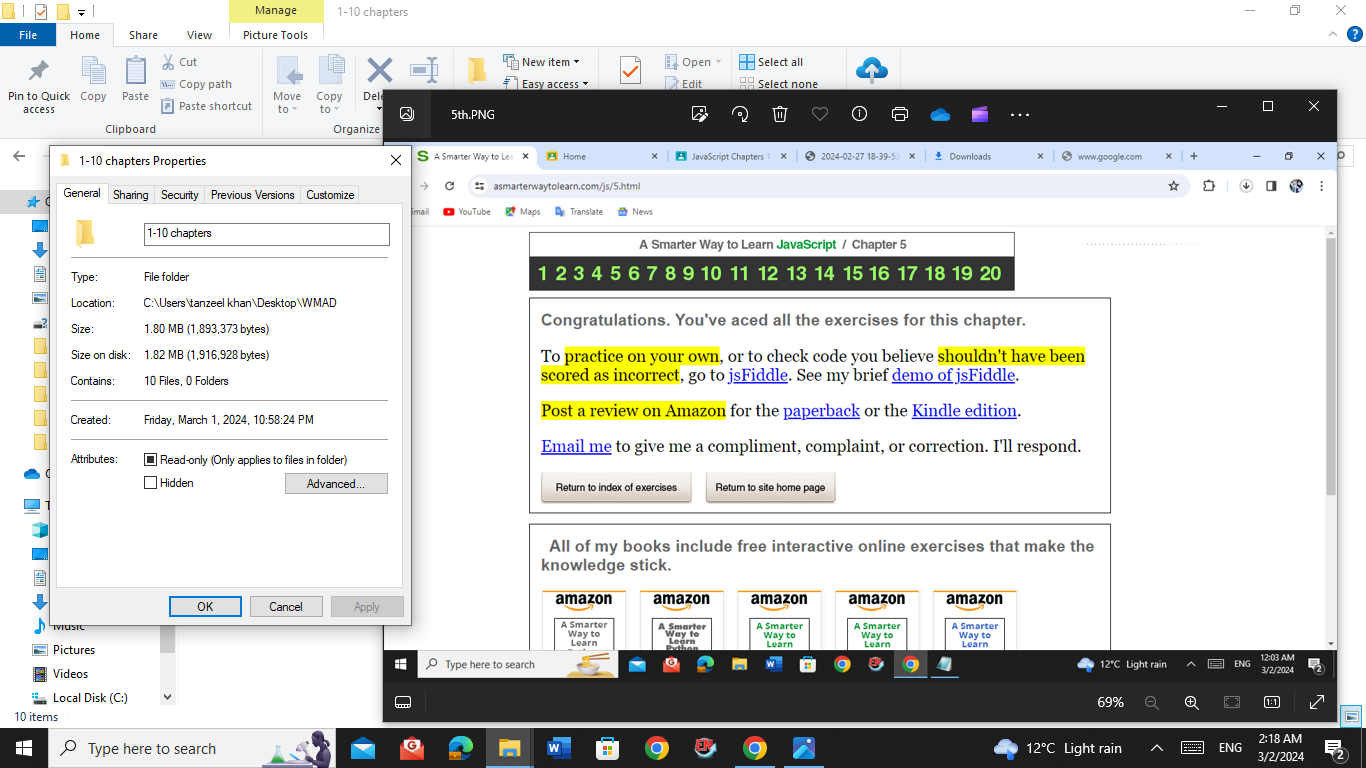 Manage
1-10 chapters
File
Home
Share
View
Picture Tools
Pin to Quick access
Copy
Paste
Cut
Copy path
Paste shortcut
Clipboard
Move to
Copy to
Organize
New item
Easy access
Open
Edit
Select all
Select none
5th.PNG
A Smarter Way to Lea
Home
JavaScript Chapters 1
2024-02-27 18-39-53
Downloads
www.google.com
asmarterwaytolearn.com/js/5.html
YouTube
Maps
Translate
News
A Smarter Way to Learn JavaScript / Chapter 5
1 2 3 4 5 6 7 8 9 10 11 12 13 14 15 16 17 18 19 20
Congratulations. You've aced all the exercises for this chapter.
To practice on your own, or to check code you believe shouldn't have been
scored as incorrect, go to jsFiddle. See my brief demo of jsFiddle.
Post a review on Amazon for the paperback or the Kindle edition.
Email me to give me a compliment, complaint, or correction. I'll respond.
Return to index of exercises
Return to site home page
All of my books include free interactive online exercises that make the
knowledge stick.
amazon amazon amazon amazon amazon
A Smarter Way to Learn
A Smarter Way to Learn
A Smarter Way to Learn
A Smarter Way to Learn
A Smarter Way to Learn
Type here to search
12°C Light rain
ENG
12:03 AM
3/2/2024
2
69%
1:1
1-10 chapters Properties
General
Sharing
Security
Previous Versions
Customize
1-10 chapters
Type: File folder
Location: C:\Users\tanzeel khan\Desktop\WMAD
Size: 1.80 MB (1,893,373 bytes)
Size on disk: 1.82 MB (1,916,928 bytes)
Contains: 10 Files, 0 Folders
Created: Friday, March 1, 2024, 10:58:24 PM
Attributes: Read-only (Only applies to files in folder)
Hidden
Advanced...
OK
Cancel
Apply
Music
Pictures
Videos
Local Disk (C:)
10 items
Type here to search
12°C Light rain
ENG
2:18 AM
3/2/2024
2